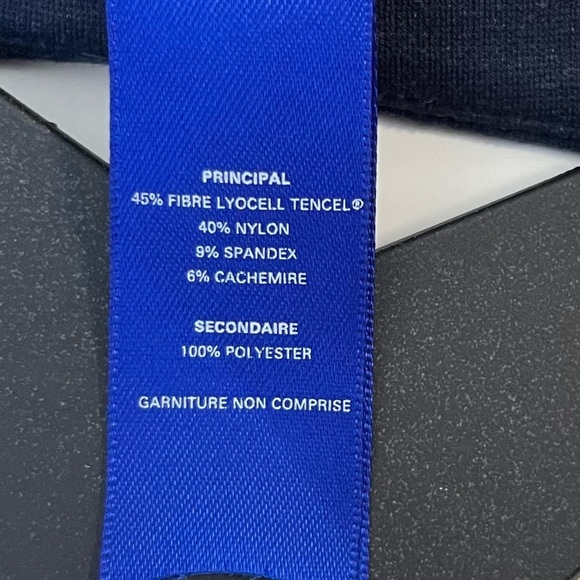 PRINCIPAL
45% FIBRE LYOCELL TENCEL®
40% NYLON
9% SPANDEX
6% CACHEMIRE
SECONDAIRE
100% POLYESTER
GARNITURE NON COMPRISE